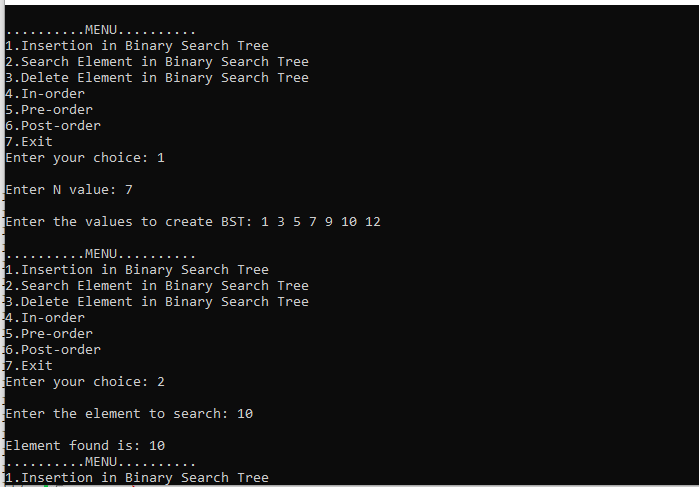 ..........MENU..........
1.Insertion in Binary Search Tree
2.Search Element in Binary Search Tree
3.Delete Element in Binary Search Tree
4.In-order
5.Pre-order
6.Post-order
7.Exit
Enter your choice: 1
Enter N value: 7
Enter the values to create BST: 1 3 5 7 9 10 12
..........MENU..........
1.Insertion in Binary Search Tree
2.Search Element in Binary Search Tree
3.Delete Element in Binary Search Tree
4.In-order
5.Pre-order
6.Post-order
7.Exit
Enter your choice: 2
Enter the element to search: 10
Element found is: 10
..........MENU..........
1.Insertion in Binary Search Tree